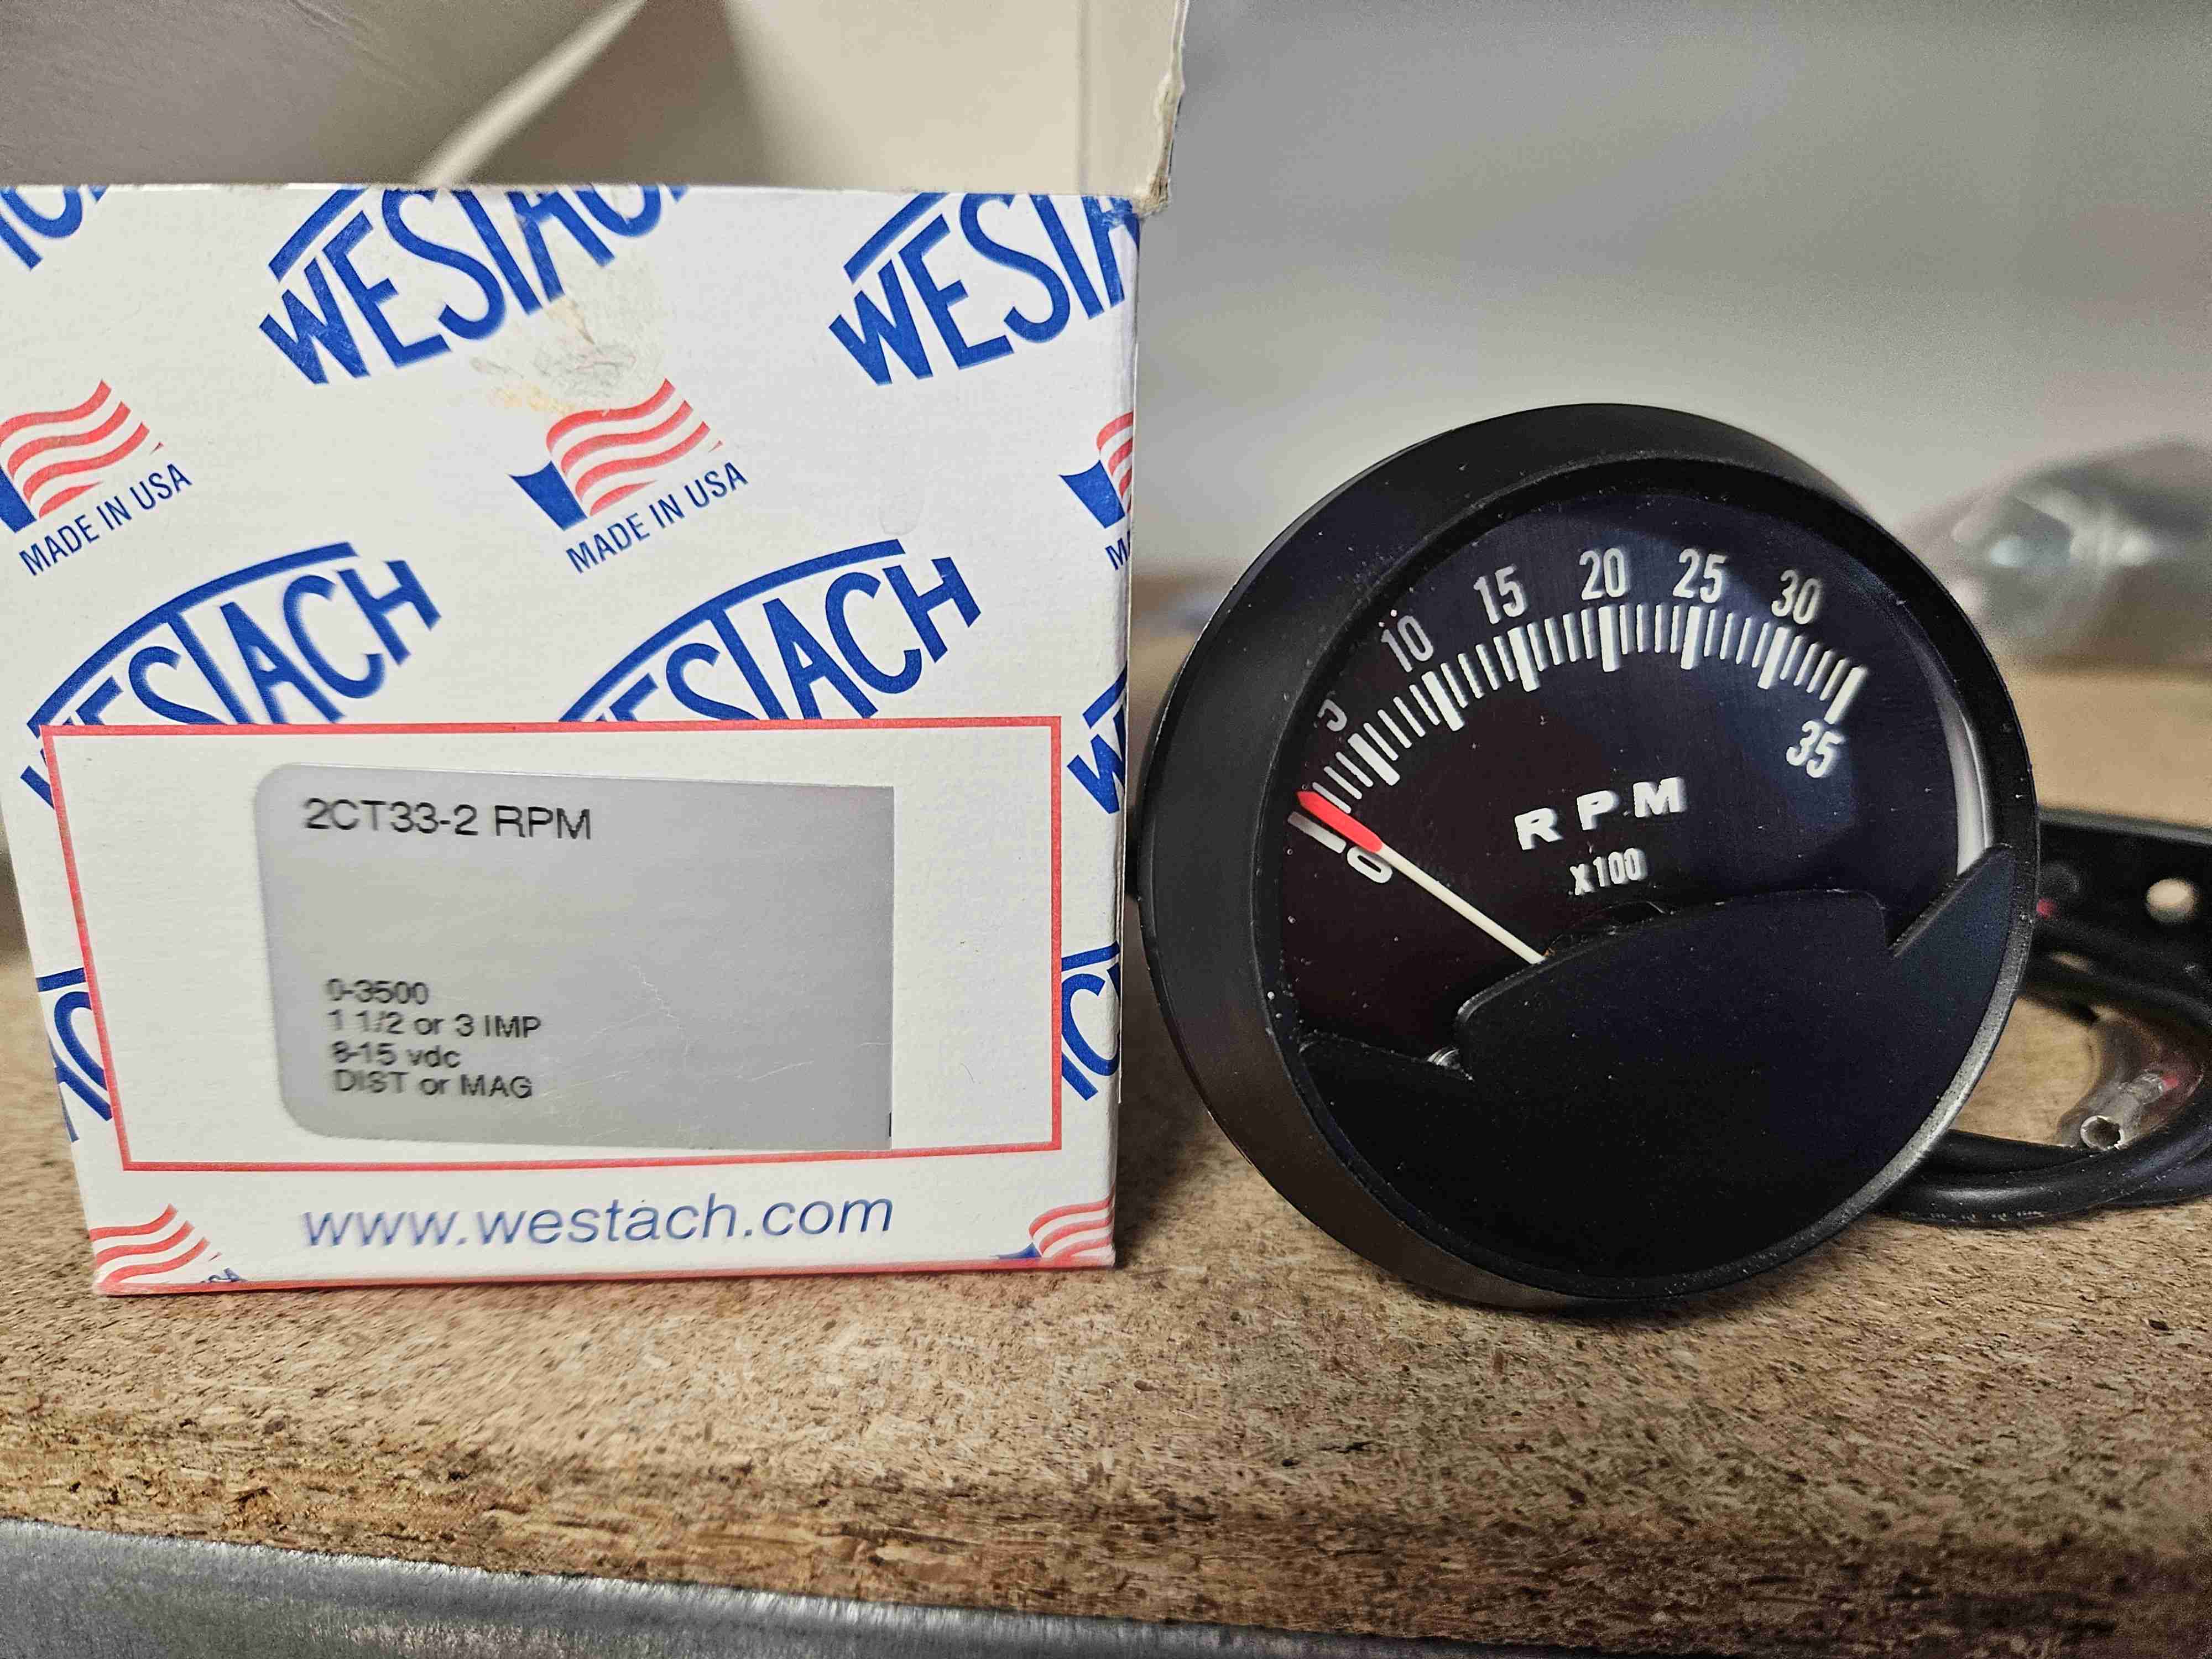 WESTACH
WESTA
MADE IN USA
MADE IN USA
WESTACH
WESTACH
2CT33-2 RPM
0-3500
1 1/2 or 3 IMP
8-15 vdc
DIST or MAG
www.westach.com
0
5
10
15
20
25
30
35
RPM
X100